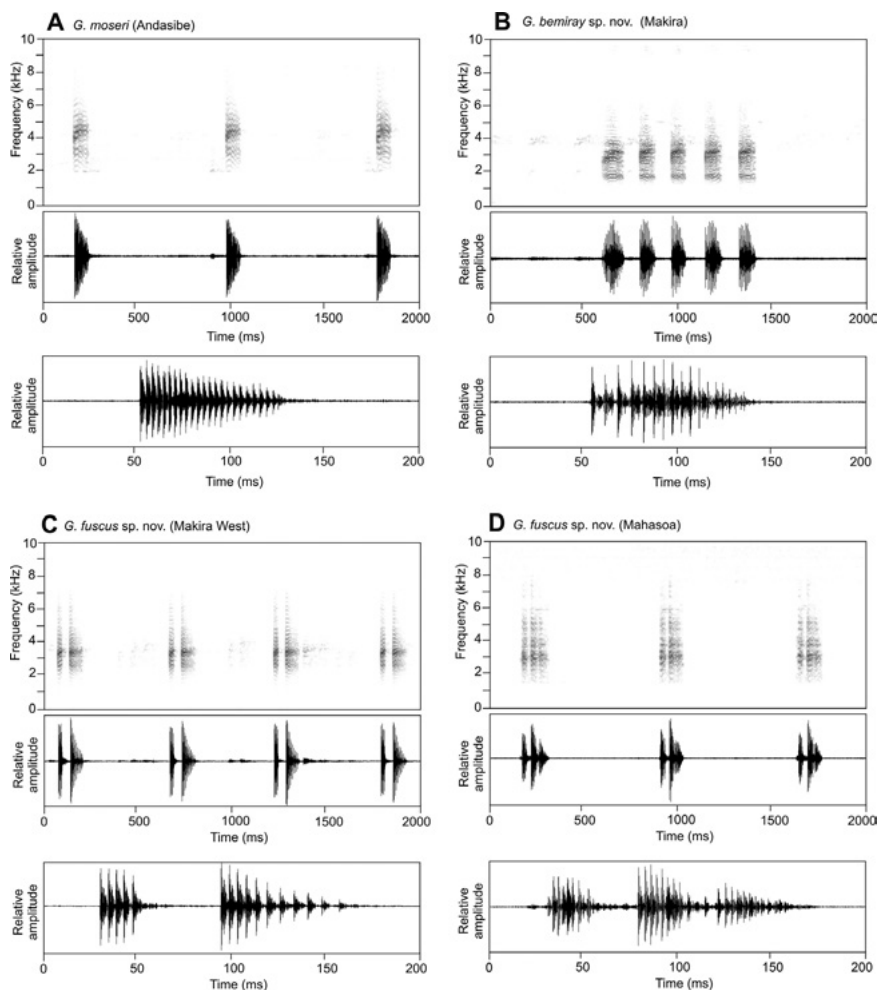 A G. moseri (Andasibe)
Frequency (kHz)
10
8
6
4
2
0
Relative
amplitude
0 500 1000 1500 2000
Time (ms)
Relative
amplitude
0 50 100 150 200
Time (ms)
B G. bemiray sp. nov. (Makira)
Frequency (kHz)
10
8
6
4
2
0
Relative
amplitude
0 500 1000 1500 2000
Time (ms)
Relative
amplitude
0 50 100 150 200
Time (ms)
C G. fuscus sp. nov. (Makira West)
Frequency (kHz)
10
8
6
4
2
0
Relative
amplitude
0 500 1000 1500 2000
Time (ms)
Relative
amplitude
0 50 100 150 200
Time (ms)
D G. fuscus sp. nov. (Mahasoa)
Frequency (kHz)
10
8
6
4
2
0
Relative
amplitude
0 500 1000 1500 2000
Time (ms)
Relative
amplitude
0 50 100 150 200
Time (ms)